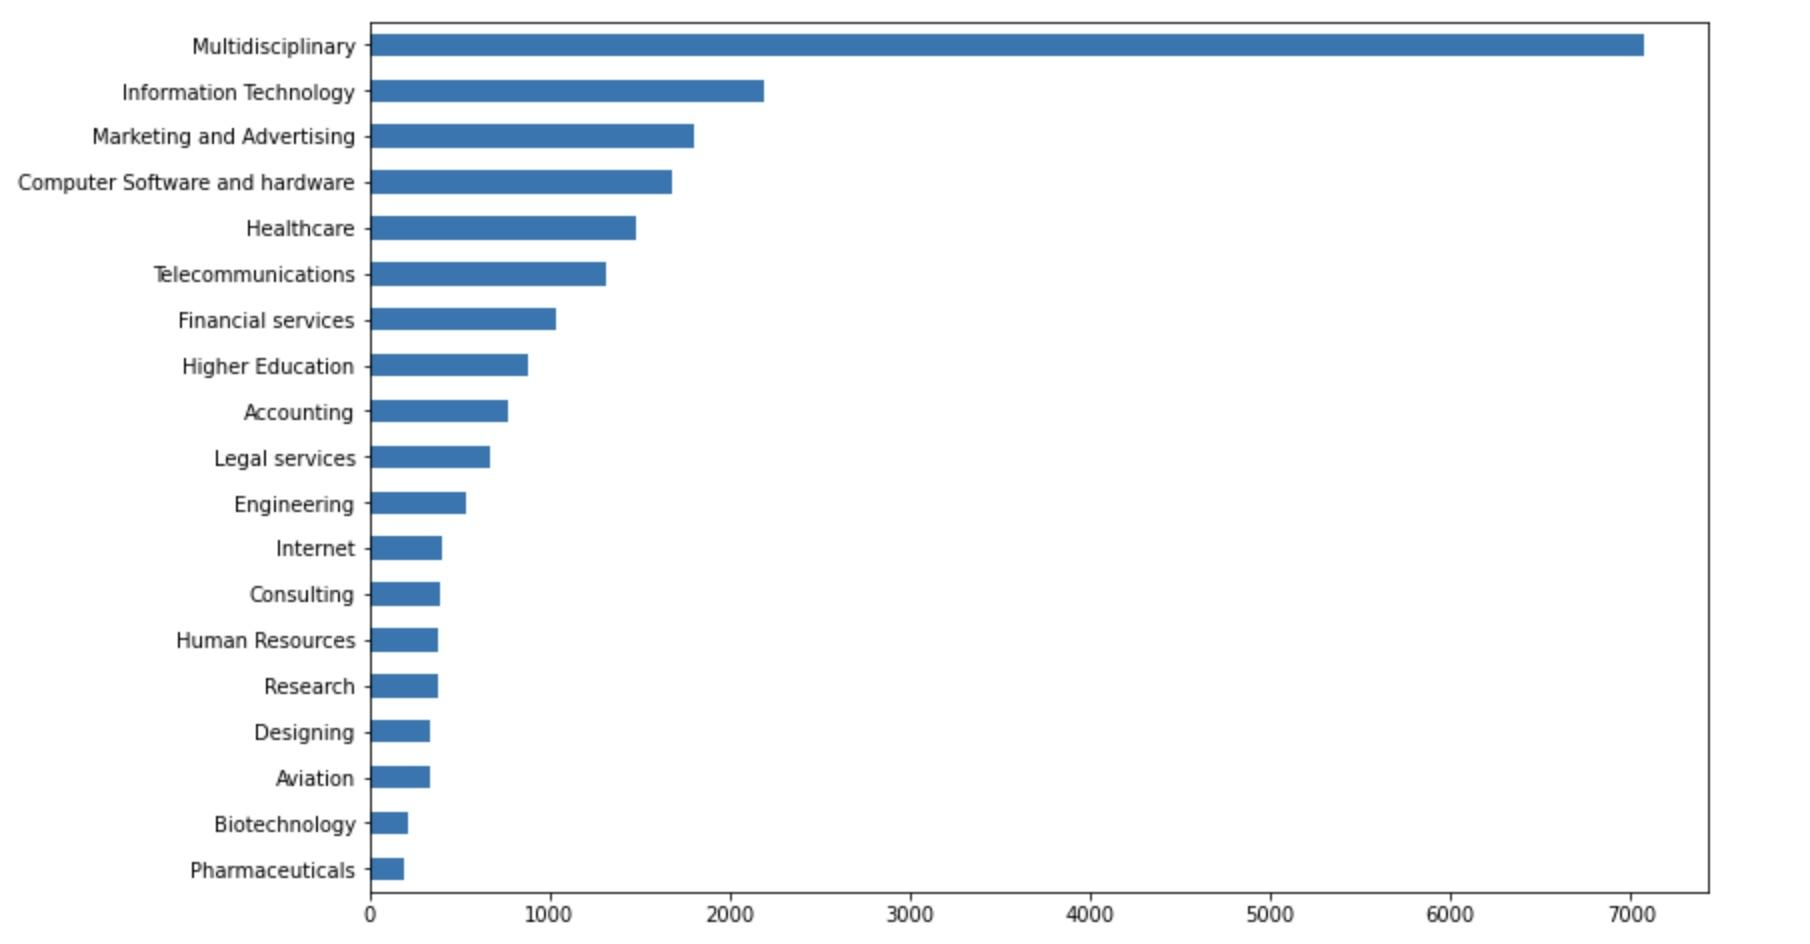 Multidisciplinary
Information Technology
Marketing and Advertising
Computer Software and hardware
Healthcare
Telecommunications
Financial services
Higher Education
Accounting
Legal services
Engineering
Internet
Consulting
Human Resources
Research
Designing
Aviation
Biotechnology
Pharmaceuticals
0 1000 2000 3000 4000 5000 6000 7000